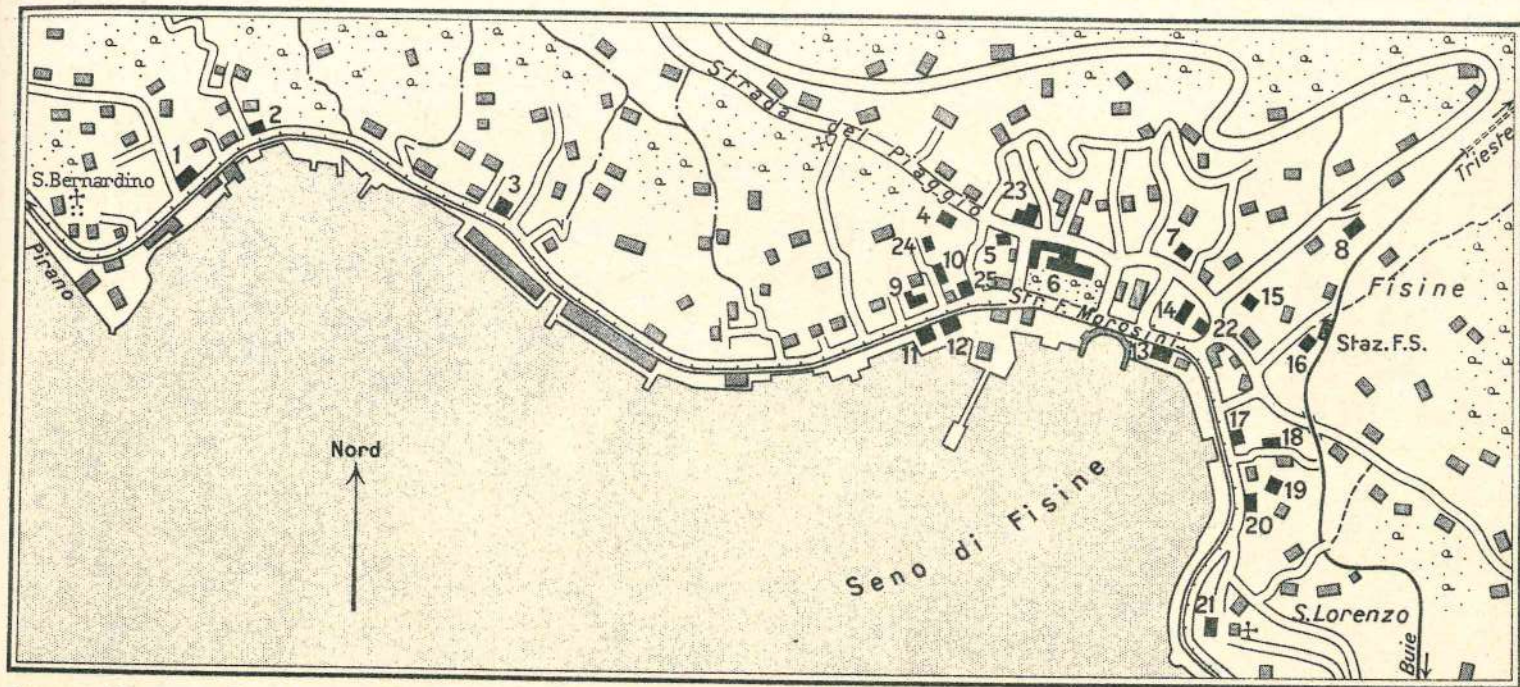 2
1
S.Bernardino
Pirano
3
Strada del Piaggio
Trieste
23
4
24
5
10
7
8
9
25
6
Str. F. Morosini
14
15
Fisine
22
Staz. F.S.
16
11
12
13
17
18
19
20
Nord
Seno di Fisine
21
S.Lorenzo
Buie